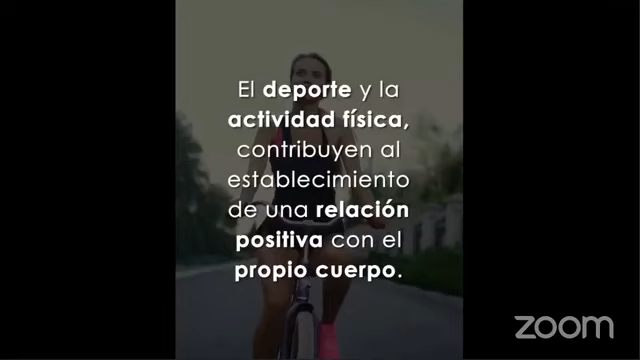 El deporte y la
actividad física,
contribuyen al
establecimiento
de una relación
positiva con el
propio cuerpo.
zoom